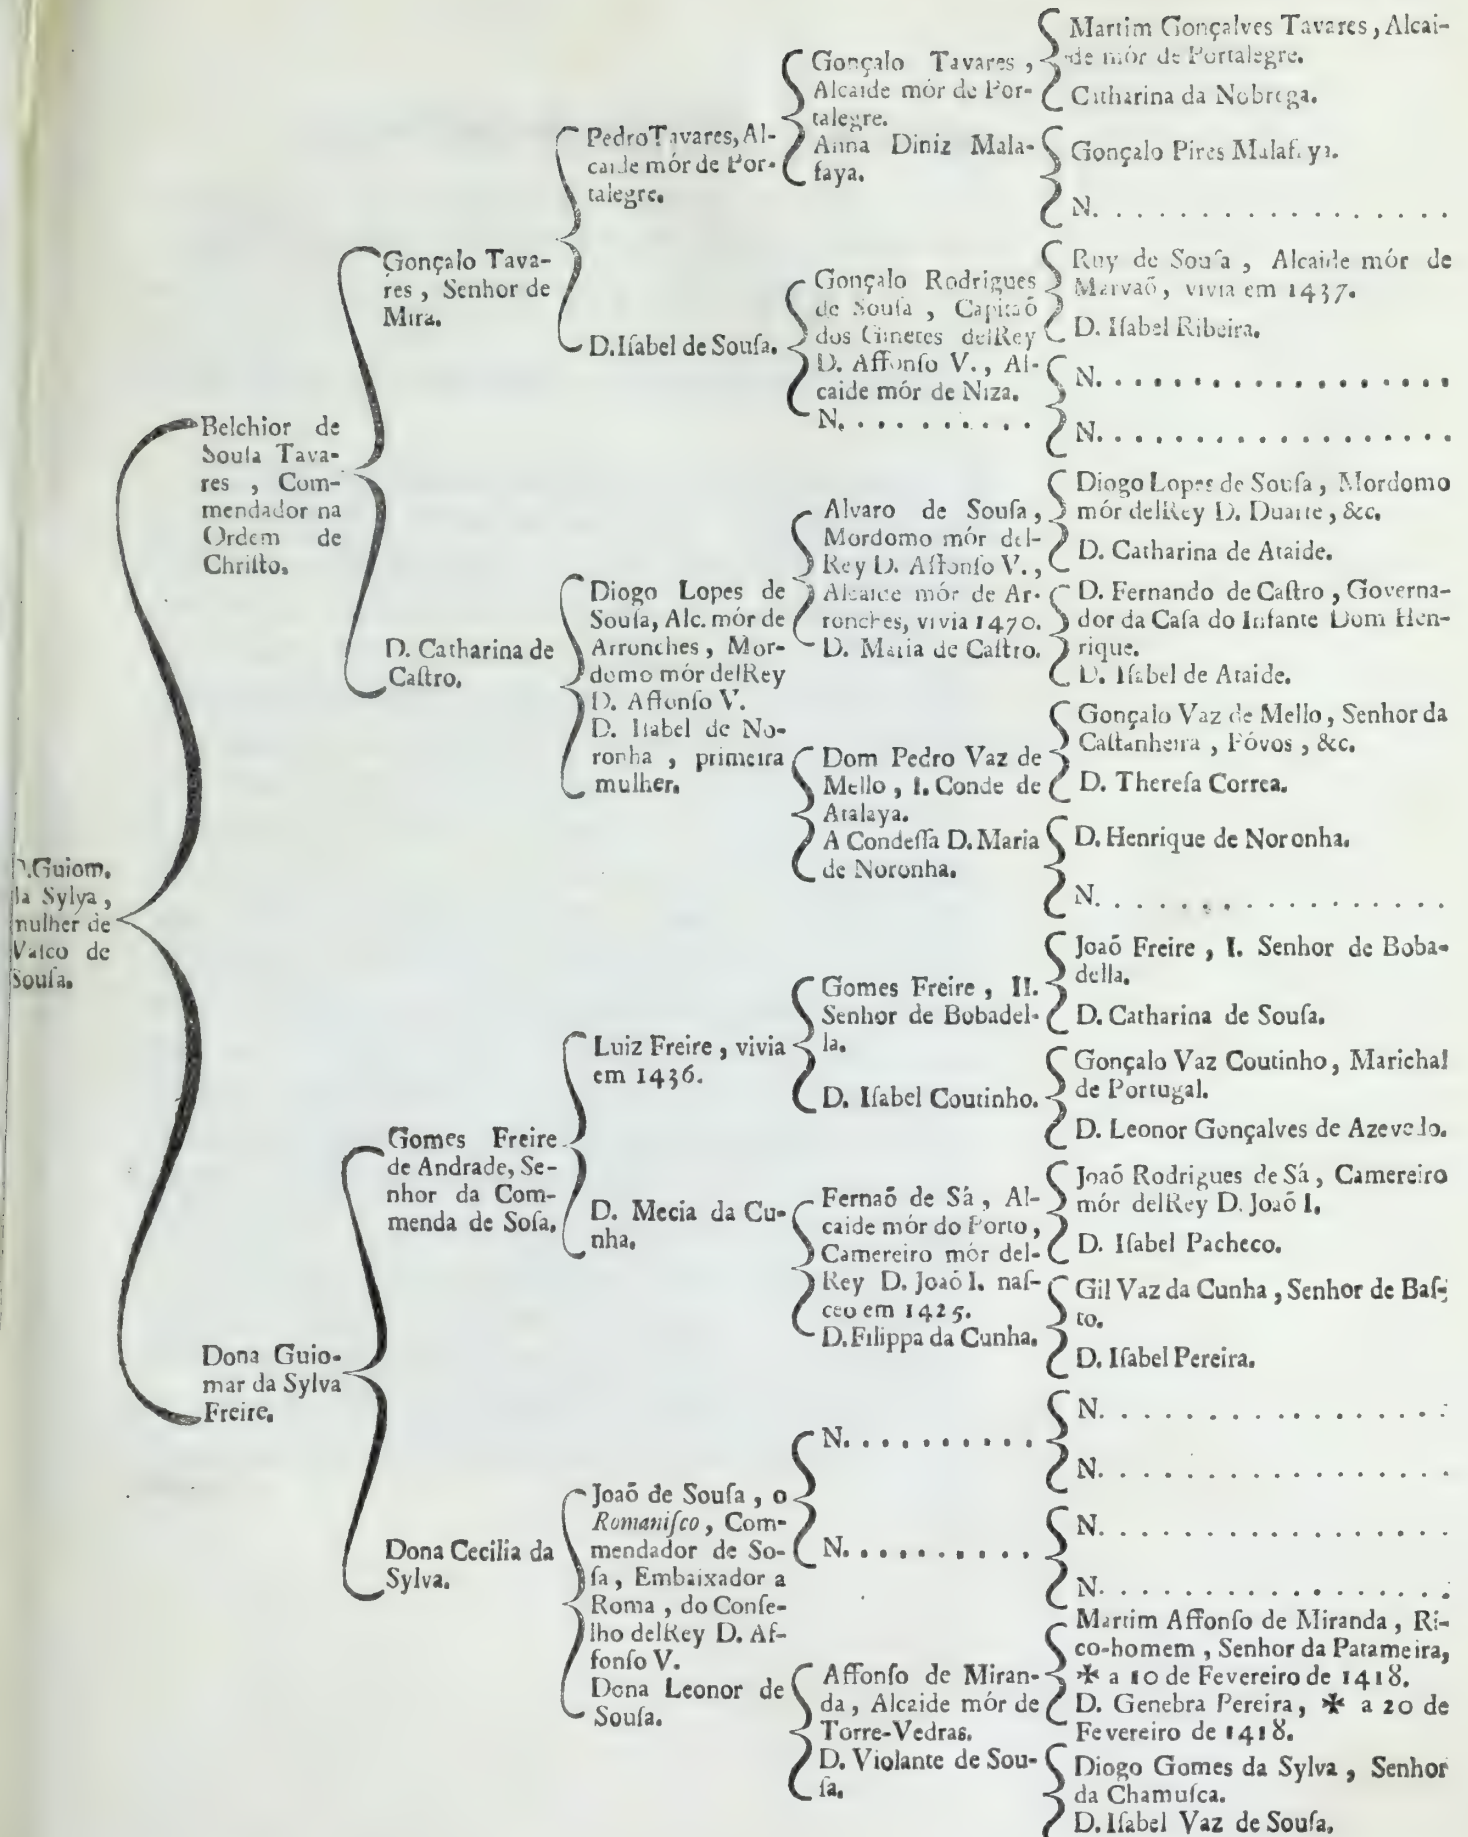 D.Guiom.
da Sylva,
mulher de
Vasco de
Sousa.
Belchior de
Sousa Tava-
res , Com-
mendador na
Ordem de
Christo.
Dona Guio-
mar da Sylva
Freire.
Gonçalo Tava-
res , Senhor de
Mira.
D. Catharina de
Caſtro.
Gomes Freire
de Andrade, Se-
nhor da Com-
menda de Soſa.
Dona Cecilia da
Sylva.
Pedro Tavares, Al-
caide mór de Por-
talegre.
D. Iſabel de Souſa.
Diogo Lopes de
Souſa, Alc. mór de
Arronches, Mor-
domo mór delRey
D. Affonſo V.
D. Iſabel de No-
ronha , primeira
mulher.
Luiz Freire , vivia
em 1436.
D. Mecia da Cu-
nha.
Joaõ de Souſa , o
Romaniſco, Com-
mendador de So-
ſa, Embaixador a
Roma , do Conſe-
lho delRey D. Af-
fonſo V.
Dona Leonor de
Souſa.
Gonçalo Tavares ,
Alcaide mór de Por-
talegre.
Anna Diniz Mala-
faya.
Gonçalo Rodrigues
de Souſa , Capitaõ
dos Ginetes delRey
D. Affonſo V., Al-
caide mór de Niza.
N. . . . . . . . . .
Alvaro de Souſa ,
Mordomo mór del-
Rey D. Affonſo V.,
Alcaide mór de Ar-
ronches, vivia 1470.
D. Maria de Caſtro.
Dom Pedro Vaz de
Mello , I. Conde de
Atalaya.
A Condeſſa D. Maria
de Noronha.
Gomes Freire , II.
Senhor de Bobadel-
la.
D. Iſabel Coutinho.
Fernaõ de Sá , Al-
caide mór do Porto ,
Camereiro mór del-
Rey D. Joaõ I. naſ-
ceo em 1425.
D. Filippa da Cunha.
N. . . . . . . . . .
N. . . . . . . . . .
Affonſo de Miran-
da , Alcaide mór de
Torre-Vedras.
D. Violante de Sou-
ſa.
Martim Gonçalves Tavares , Alcai-
de mór de Portalegre.
Catharina da Nobrega.
Gonçalo Pires Malafaya.
N. . . . . . . . . . . . . . . . .
Ruy de Souſa , Alcaide mór de
Marvaõ , vivia em 1437.
D. Iſabel Ribeira.
N. . . . . . . . . . . . . . . . .
N. . . . . . . . . . . . . . . . .
Diogo Lopes de Souſa , Mordomo
mór delRey D. Duarte , &c.
D. Catharina de Ataide.
D. Fernando de Caſtro , Governa-
dor da Caſa do Infante Dom Hen-
rique.
D. Iſabel de Ataide.
Gonçalo Vaz de Mello , Senhor da
Caſtanheira , Póvos , &c.
D. Thereſa Correa.
D. Henrique de Noronha.
N. . . . . . . . . . . . . . . . .
Joaõ Freire , I. Senhor de Boba-
della.
D. Catharina de Souſa.
Gonçalo Vaz Coutinho , Marichal
de Portugal.
D. Leonor Gonçalves de Azevedo.
Joaõ Rodrigues de Sá , Camereiro
mór delRey D. Joaõ I.
D. Iſabel Pacheco.
Gil Vaz da Cunha , Senhor de Baſ-
to.
D. Iſabel Pereira.
N. . . . . . . . . . . . . . . . .
N. . . . . . . . . . . . . . . . .
N. . . . . . . . . . . . . . . . .
N. . . . . . . . . . . . . . . . .
Martim Affonſo de Miranda , Ri-
co-homem , Senhor da Patameira,
✠ a 10 de Fevereiro de 1418.
D. Genebra Pereira , ✠ a 20 de
Fevereiro de 1418.
Diogo Gomes da Sylva , Senhor
da Chamuſca.
D. Iſabel Vaz de Souſa.